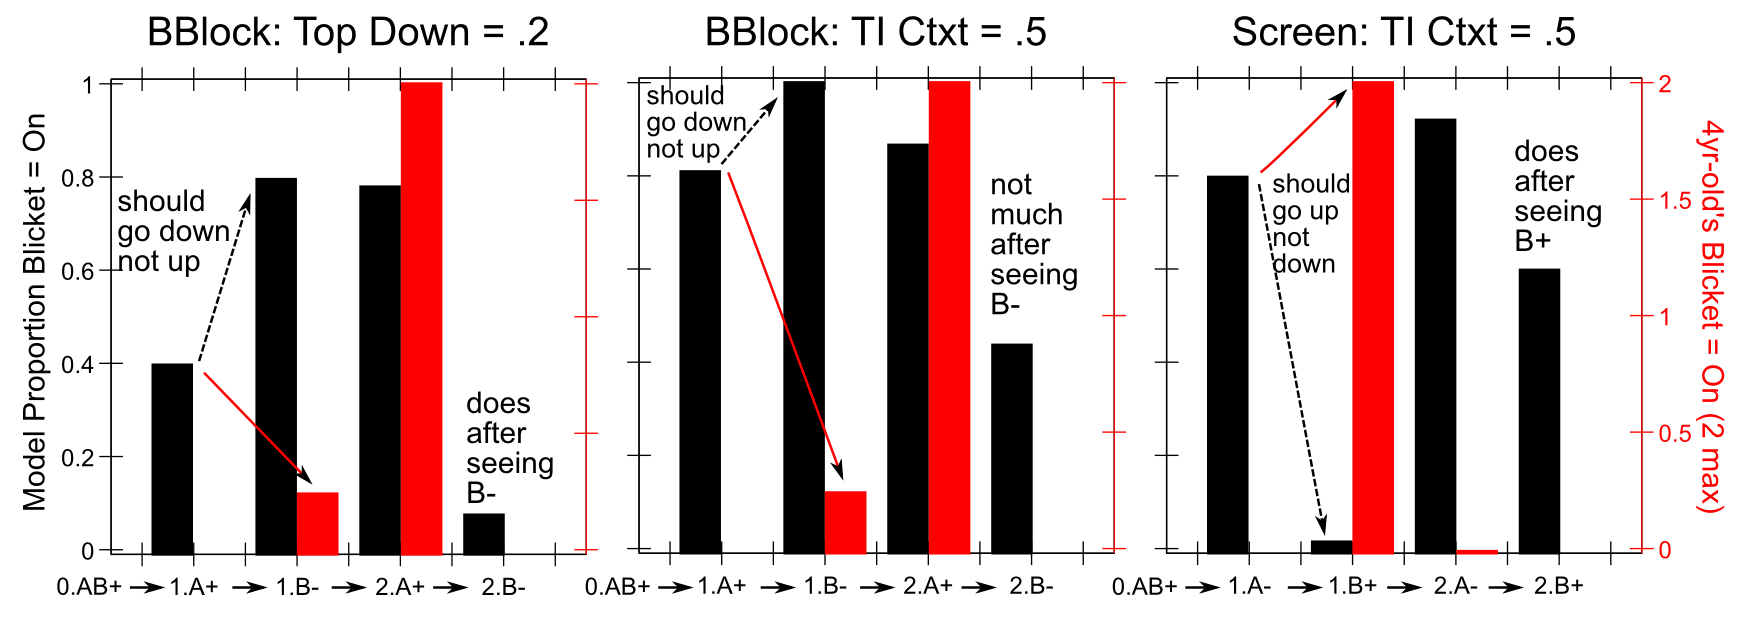 BBlock: Top Down = .2
BBlock: TI Ctxt = .5
Screen: TI Ctxt = .5
Model Proportion Blicket = On
1
0.8
0.6
0.4
0.2
0
should
go down
not up
does
after
seeing
B-
0.AB+ 1.A+ 1.B- 2.A+ 2.B-
should
go down
not up
not
much
after
seeing
B-
0.AB+ 1.A+ 1.B- 2.A+ 2.B-
should
go up
not
down
does
after
seeing
B+
0.AB+ 1.A- 1.B+ 2.A- 2.B+
2
1.5
1
0.5
0
4yr-old's Blicket = On (2 max)